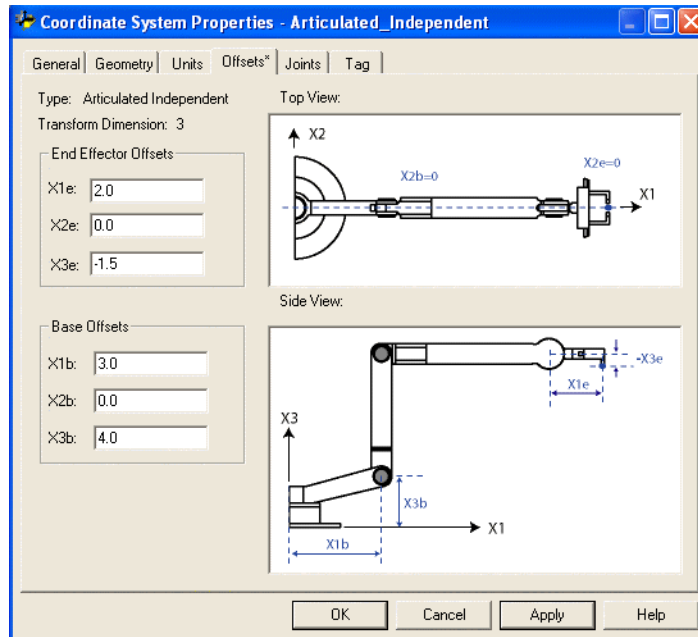 Coordinate System Properties - Articulated_Independent
General Geometry Units Offsets* Joints Tag
Type: Articulated Independent
Transform Dimension: 3
End Effector Offsets
X1e: 2.0
X2e: 0.0
X3e: -1.5
Base Offsets
X1b: 3.0
X2b: 0.0
X3b: 4.0
Top View:
X2
X2b=0
X2e=0
X1
Side View:
-X3e
X1e
X3
X3b
X1
X1b
OK Cancel Apply Help